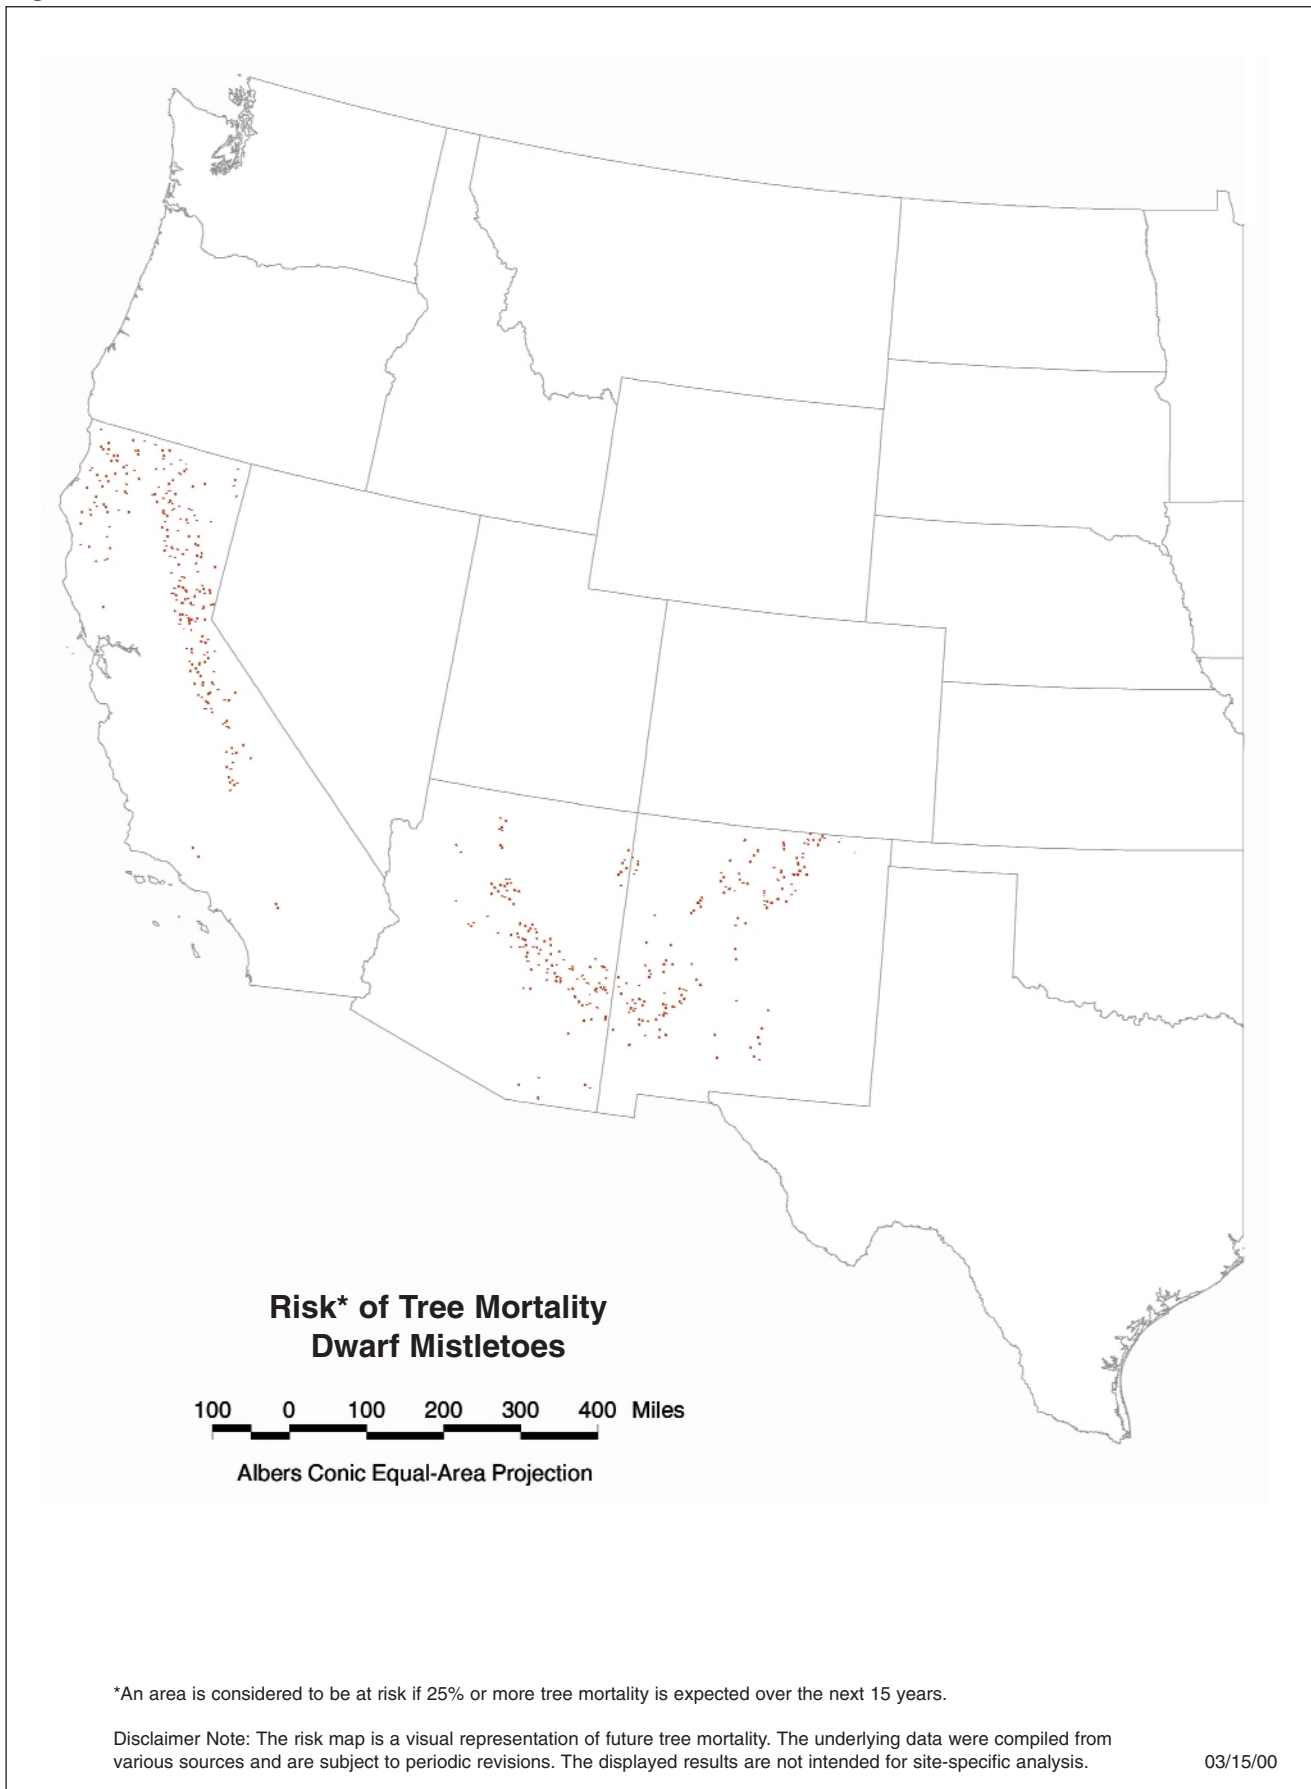 Risk* of Tree Mortality
Dwarf Mistletoes
100 0 100 200 300 400 Miles
Albers Conic Equal-Area Projection
*An area is considered to be at risk if 25% or more tree mortality is expected over the next 15 years.
Disclaimer Note: The risk map is a visual representation of future tree mortality. The underlying data were compiled from
various sources and are subject to periodic revisions. The displayed results are not intended for site-specific analysis. 03/15/00